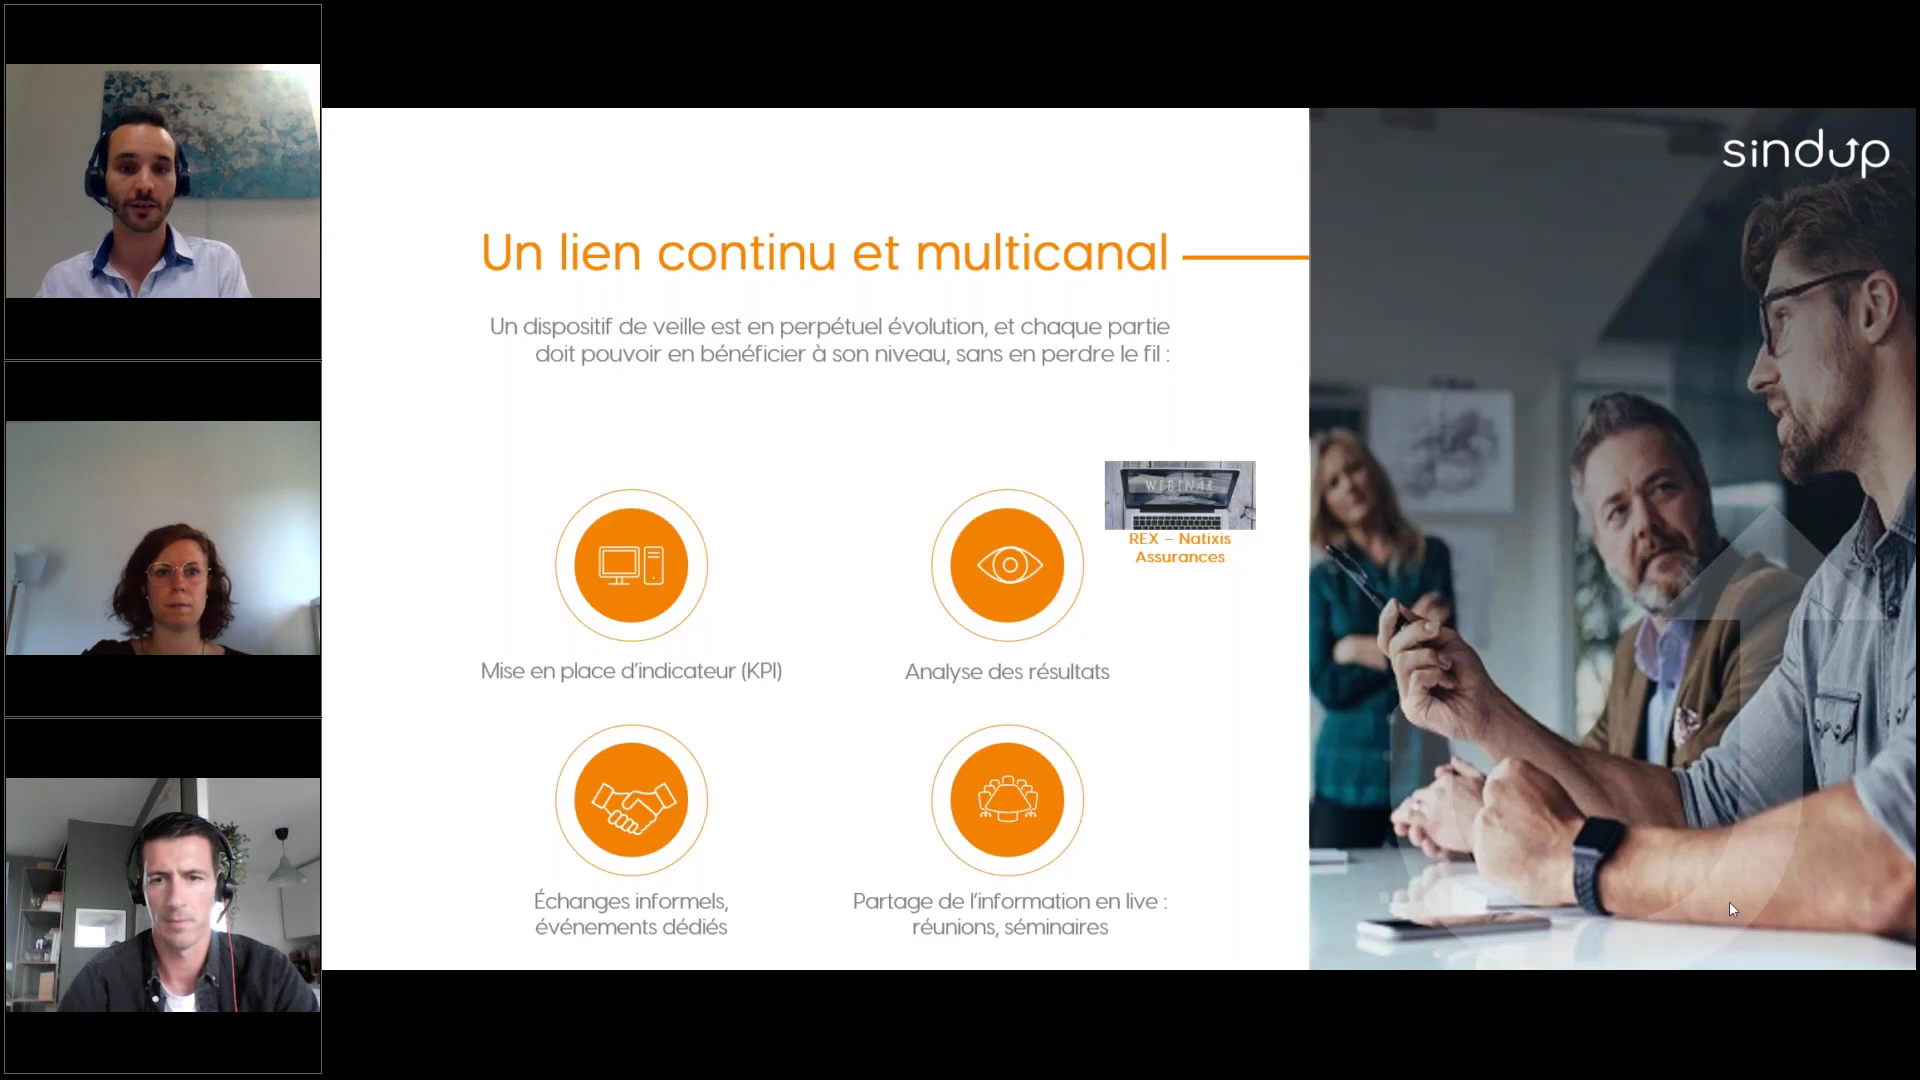 sindup
Un lien continu et multicanal
Un dispositif de veille est en perpétuel évolution, et chaque partie
doit pouvoir en bénéficier à son niveau, sans en perdre le fil :
WEBINAR
REX – Natixis
Assurances
Mise en place d’indicateur (KPI)
Analyse des résultats
Échanges informels,
événements dédiés
Partage de l’information en live :
réunions, séminaires